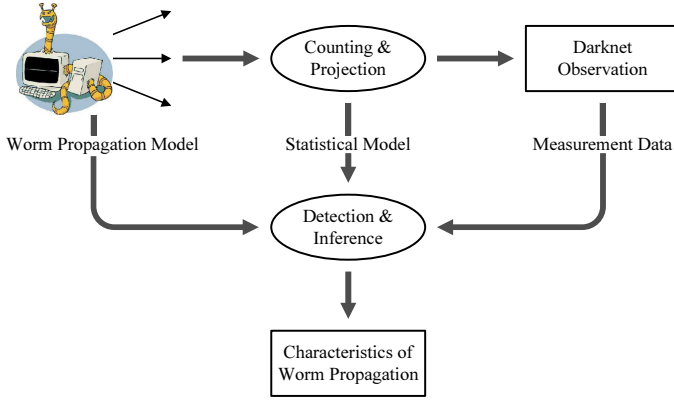 Counting &
Projection
Darknet
Observation
Worm Propagation Model
Statistical Model
Measurement Data
Detection &
Inference
Characteristics of
Worm Propagation